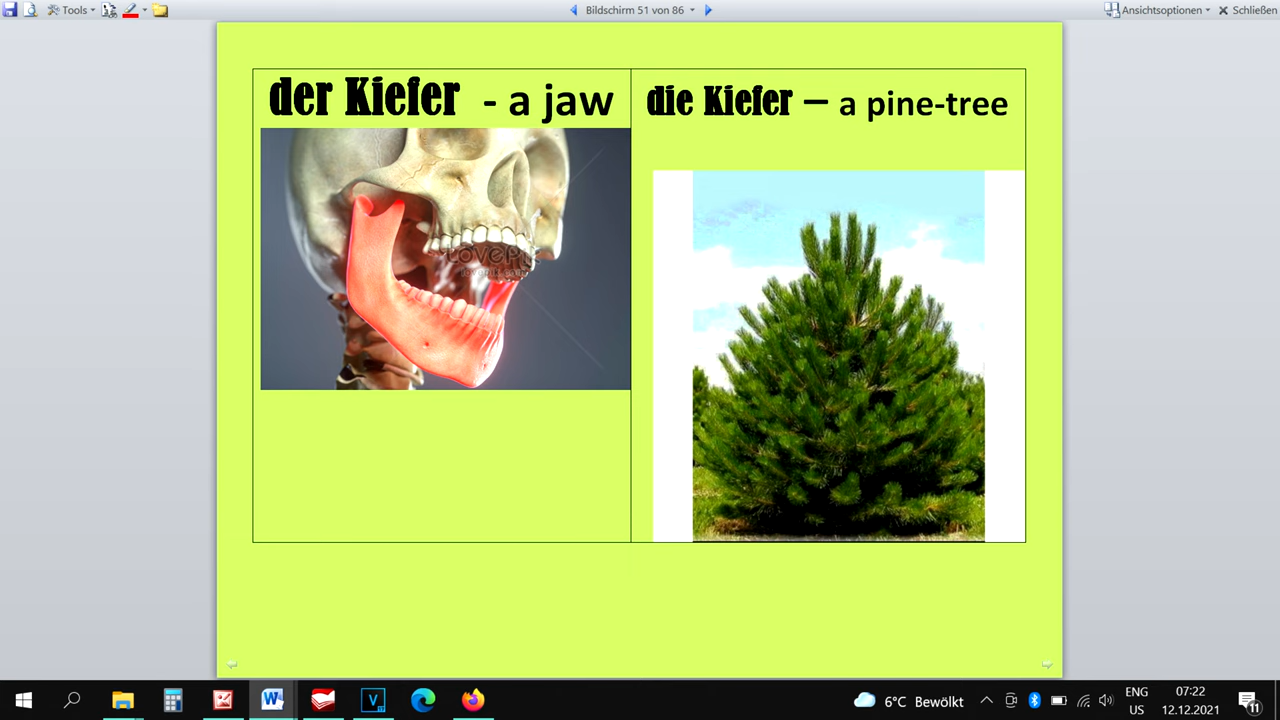 Tools
Bildschirm 51 von 86
Ansichtsoptionen
Schließen
der Kiefer - a jaw
die Kiefer – a pine-tree
6°C Bewölkt
ENG
US
07:22
12.12.2021
11